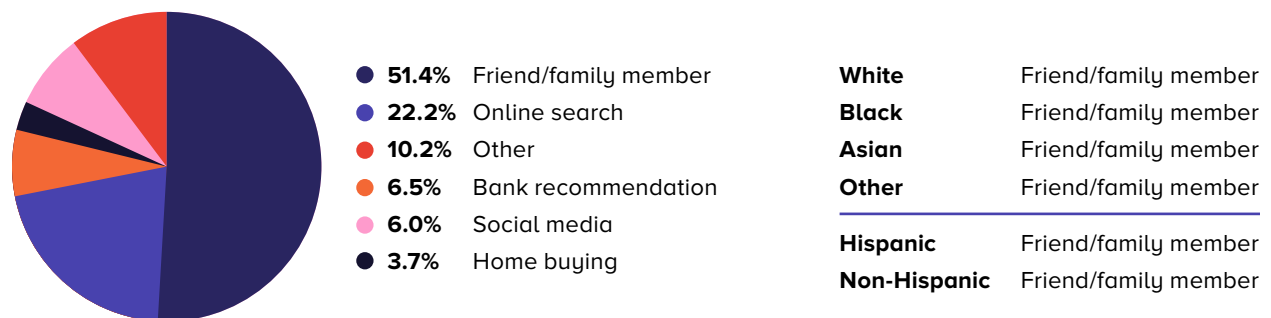 51.4% Friend/family member
22.2% Online search
10.2% Other
6.5% Bank recommendation
6.0% Social media
3.7% Home buying
White Friend/family member
Black Friend/family member
Asian Friend/family member
Other Friend/family member
Hispanic Friend/family member
Non-Hispanic Friend/family member